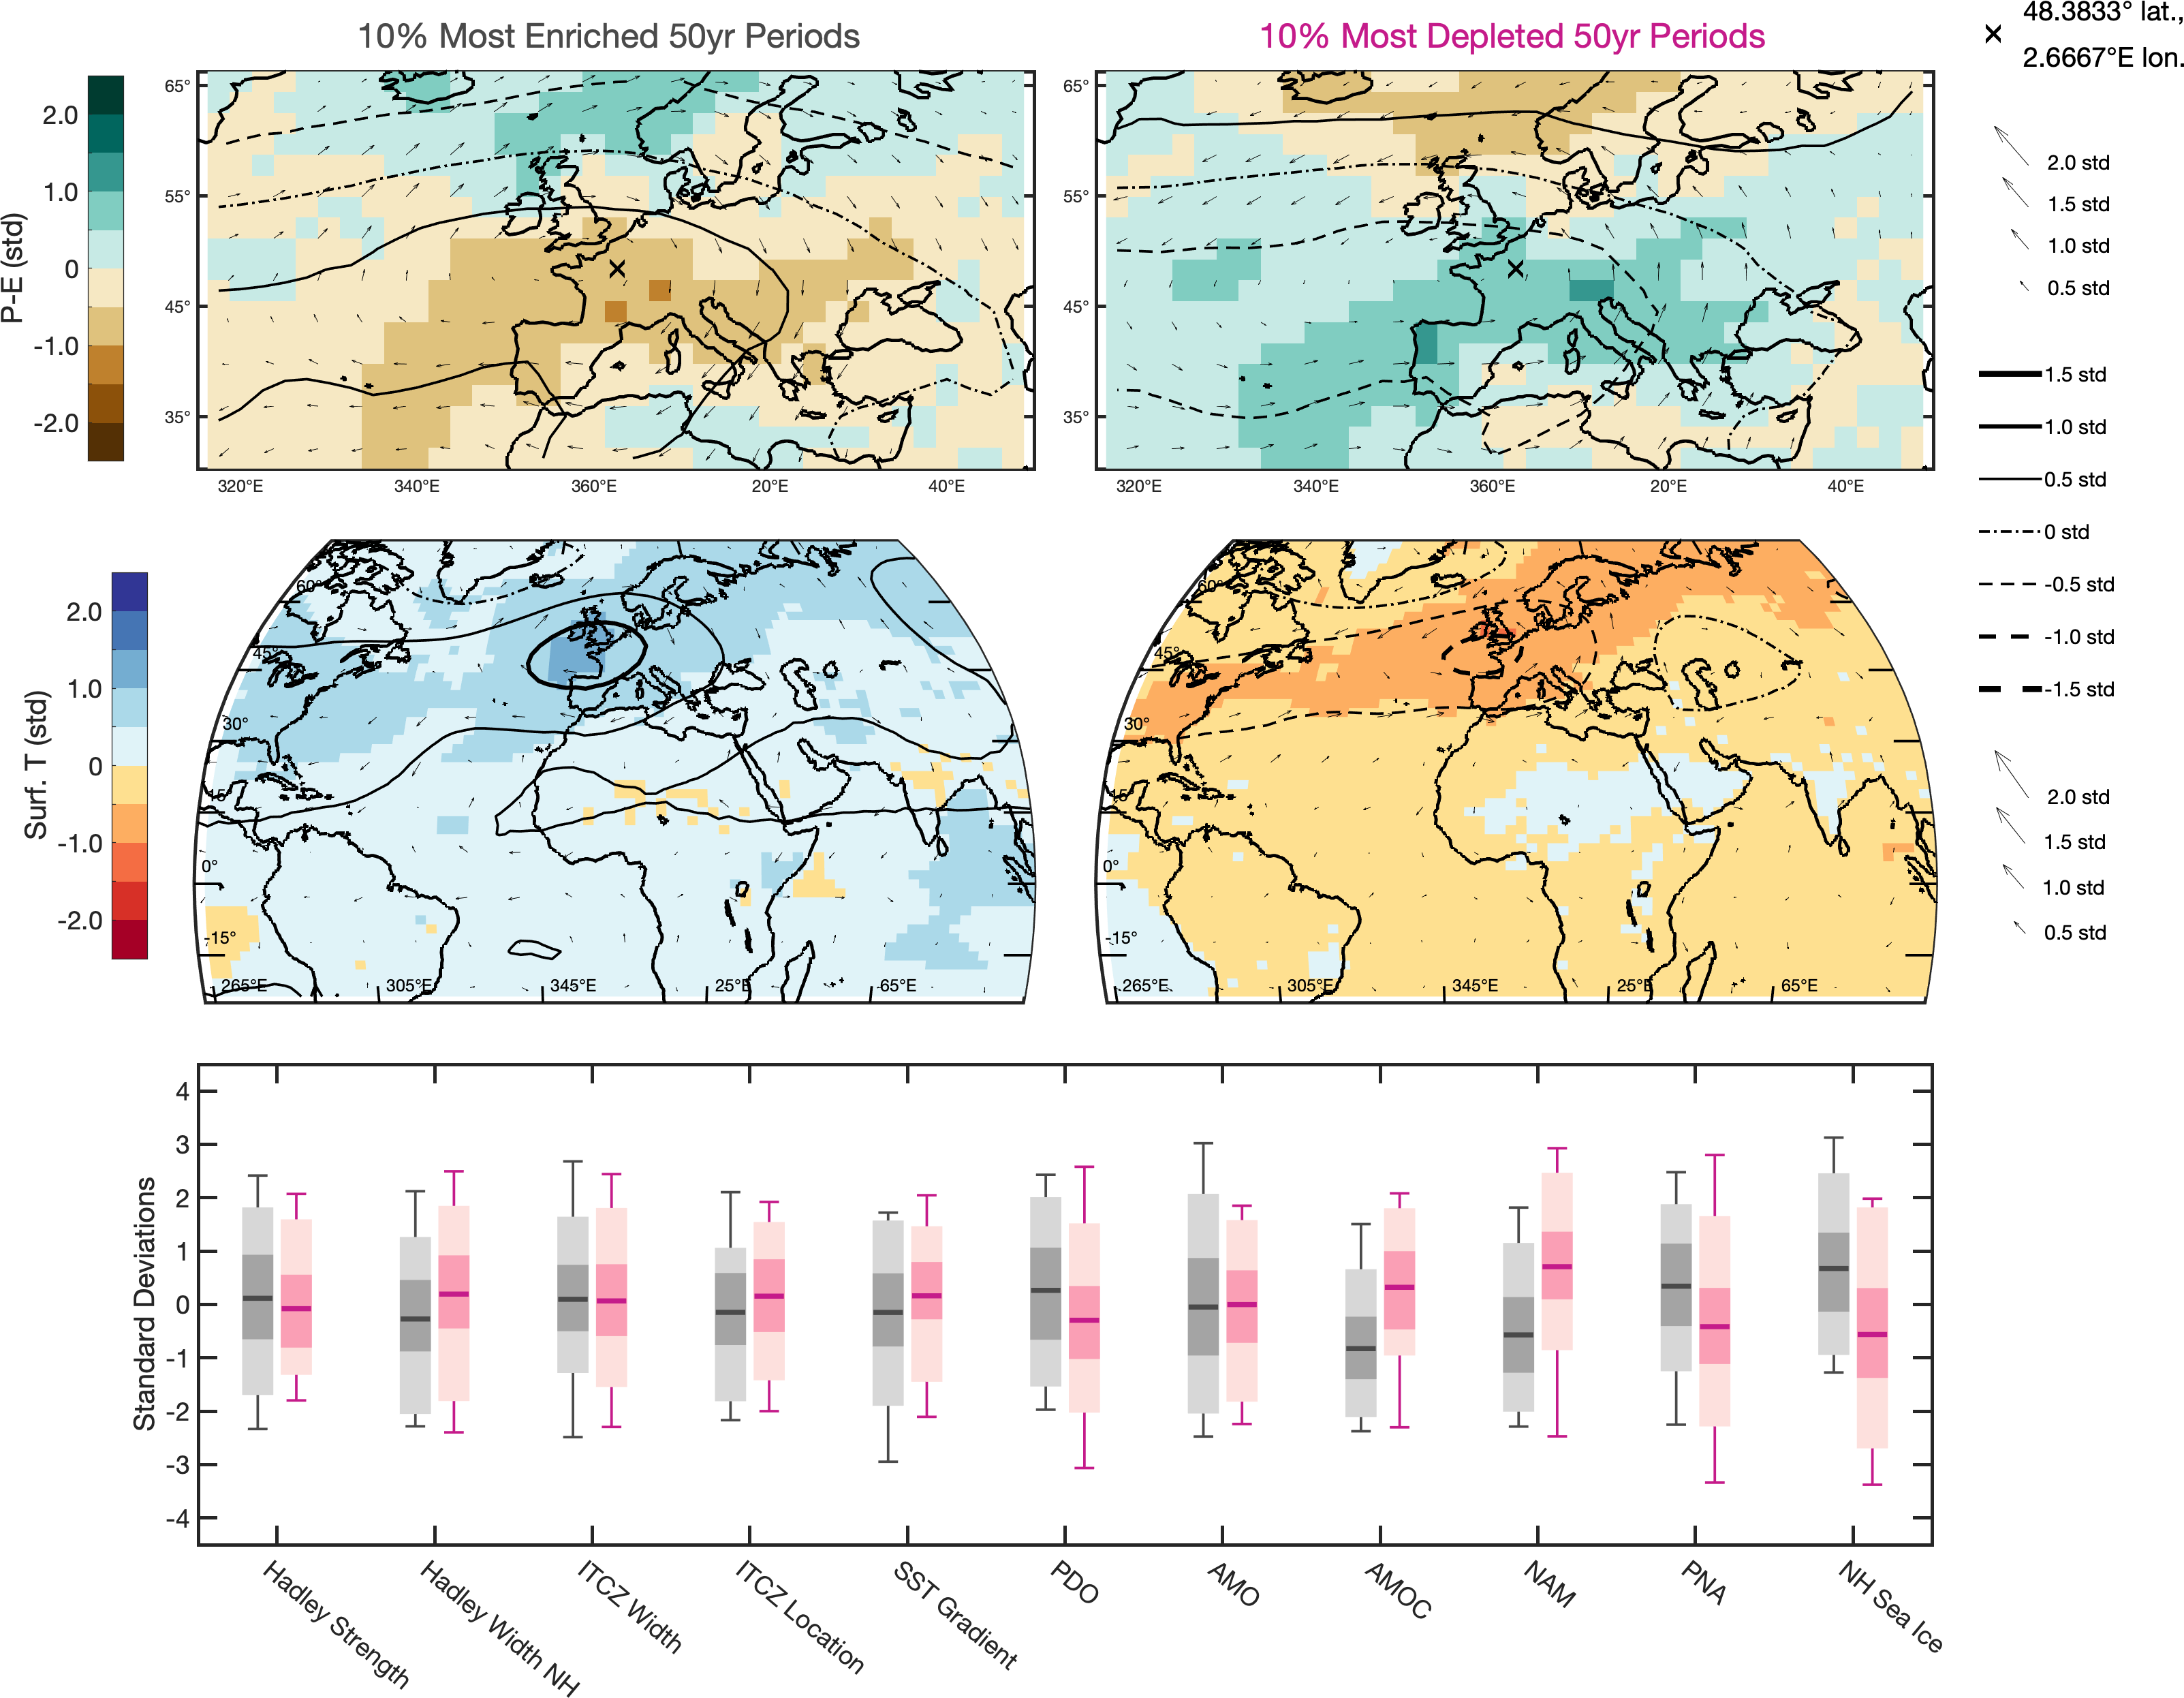 10% Most Enriched 50yr Periods
10% Most Depleted 50yr Periods
48.3833° lat.,
2.6667°E lon.
P-E (std)
2.0
1.0
0
-1.0
-2.0
65°
55°
45°
35°
320°E
340°E
360°E
20°E
40°E
65°
55°
45°
35°
320°E
340°E
360°E
20°E
40°E
2.0 std
1.5 std
1.0 std
0.5 std
1.5 std
1.0 std
0.5 std
0 std
-0.5 std
-1.0 std
-1.5 std
Surf. T (std)
2.0
1.0
0
-1.0
-2.0
60°
45°
30°
15°
0°
-15°
265°E
305°E
345°E
25°E
65°E
60°
45°
30°
15°
0°
-15°
265°E
305°E
345°E
25°E
65°E
2.0 std
1.5 std
1.0 std
0.5 std
Standard Deviations
4
3
2
1
0
-1
-2
-3
-4
Hadley Strength
Hadley Width NH
ITCZ Width
ITCZ Location
SST Gradient
PDO
AMO
AMOC
NAM
PNA
NH Sea Ice